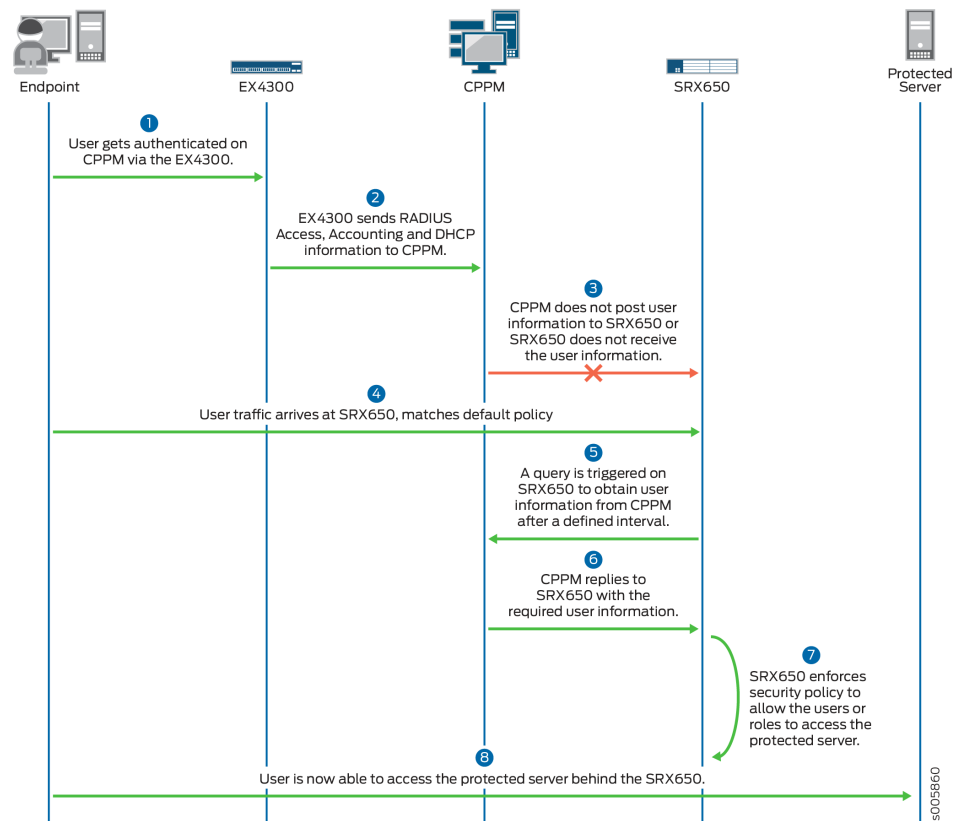 Endpoint
EX4300
CPPM
SRX650
Protected
Server
1
User gets authenticated on
CPPM via the EX4300.
2
EX4300 sends RADIUS
Access, Accounting and DHCP
information to CPPM.
3
CPPM does not post user
information to SRX650 or
SRX650 does not receive
the user information.
4
User traffic arrives at SRX650, matches default policy
5
A query is triggered on
SRX650 to obtain user
information from CPPM
after a defined interval.
6
CPPM replies to
SRX650 with the
required user information.
7
SRX650 enforces
security policy to
allow the users or
roles to access the
protected server.
8
User is now able to access the protected server behind the SRX650.
s005860